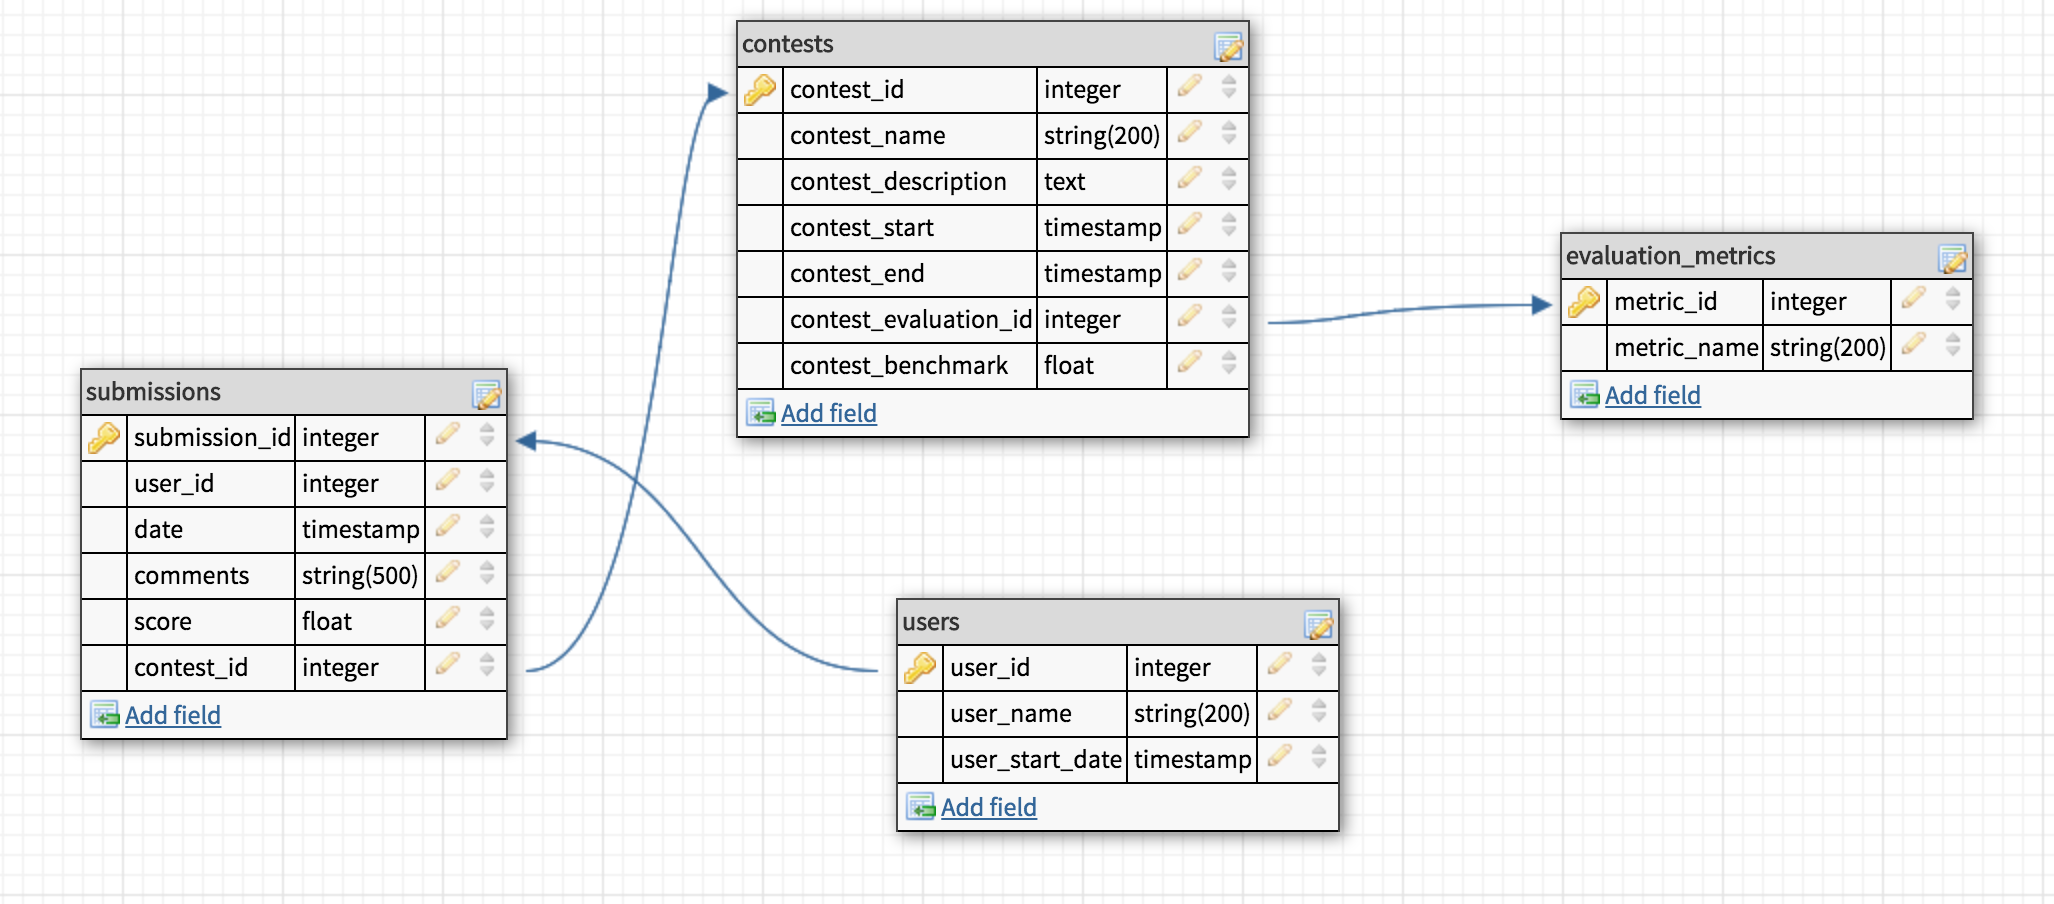 contests
contest_id integer
contest_name string(200)
contest_description text
contest_start timestamp
contest_end timestamp
contest_evaluation_id integer
contest_benchmark float
Add field
evaluation_metrics
metric_id integer
metric_name string(200)
Add field
submissions
submission_id integer
user_id integer
date timestamp
comments string(500)
score float
contest_id integer
Add field
users
user_id integer
user_name string(200)
user_start_date timestamp
Add field